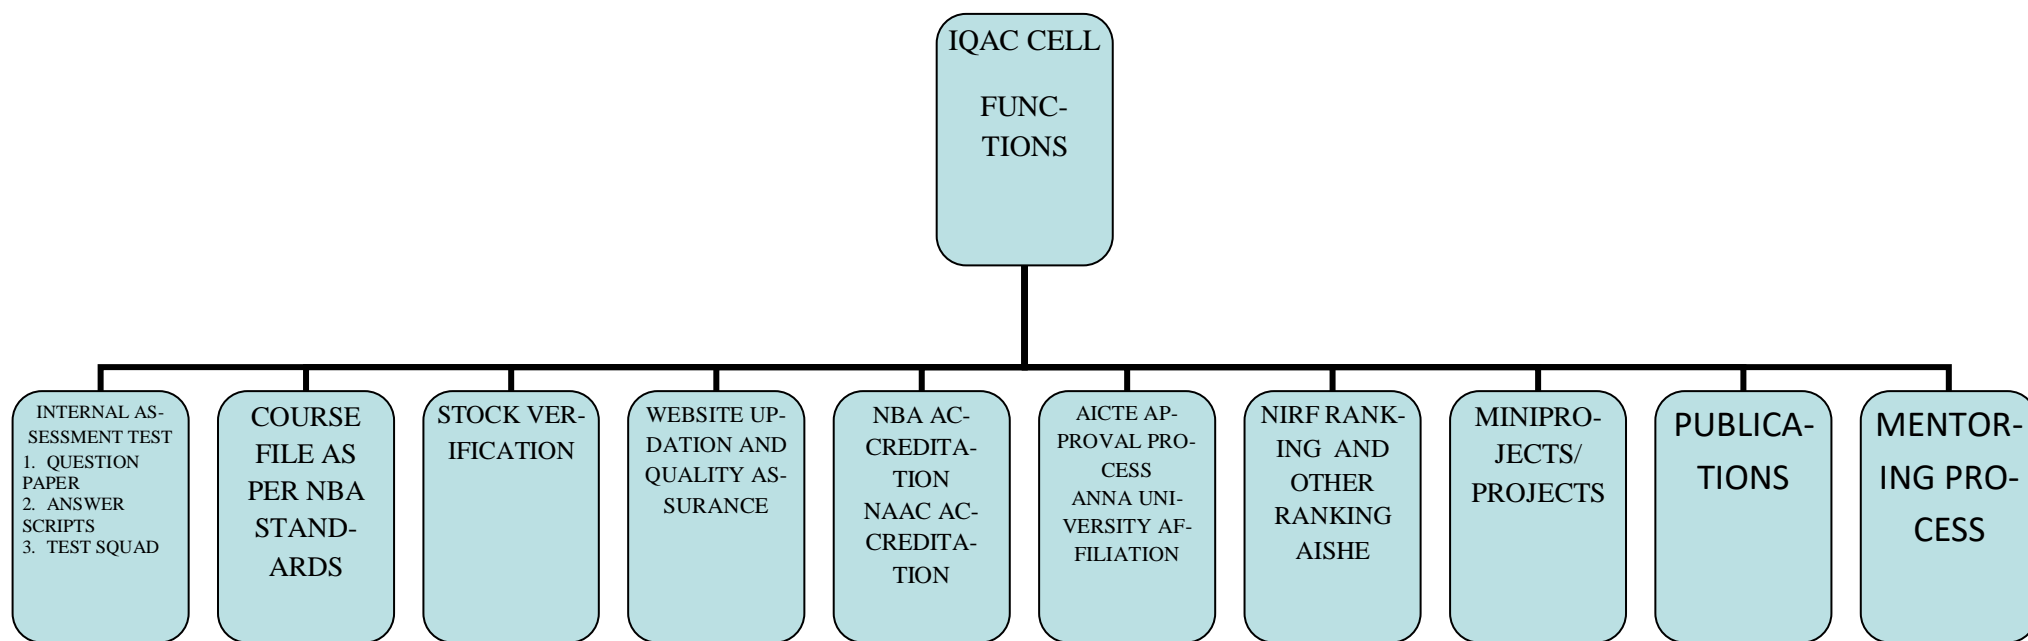 IQAC CELL
FUNC-
TIONS
INTERNAL AS-
SESSMENT TEST
1. QUESTION
PAPER
2. ANSWER
SCRIPTS
3. TEST SQUAD
COURSE
FILE AS
PER NBA
STAND-
ARDS
STOCK VER-
IFICATION
WEBSITE UP-
DATION AND
QUALITY AS-
SURANCE
NBA AC-
CREDITA-
TION
NAAC AC-
CREDITA-
TION
AICTE AP-
PROVAL PRO-
CESS
ANNA UNI-
VERSITY AF-
FILIATION
NIRF RANK-
ING AND
OTHER
RANKING
AISHE
MINIPRO-
JECTS/
PROJECTS
PUBLICA-
TIONS
MENTOR-
ING PRO-
CESS